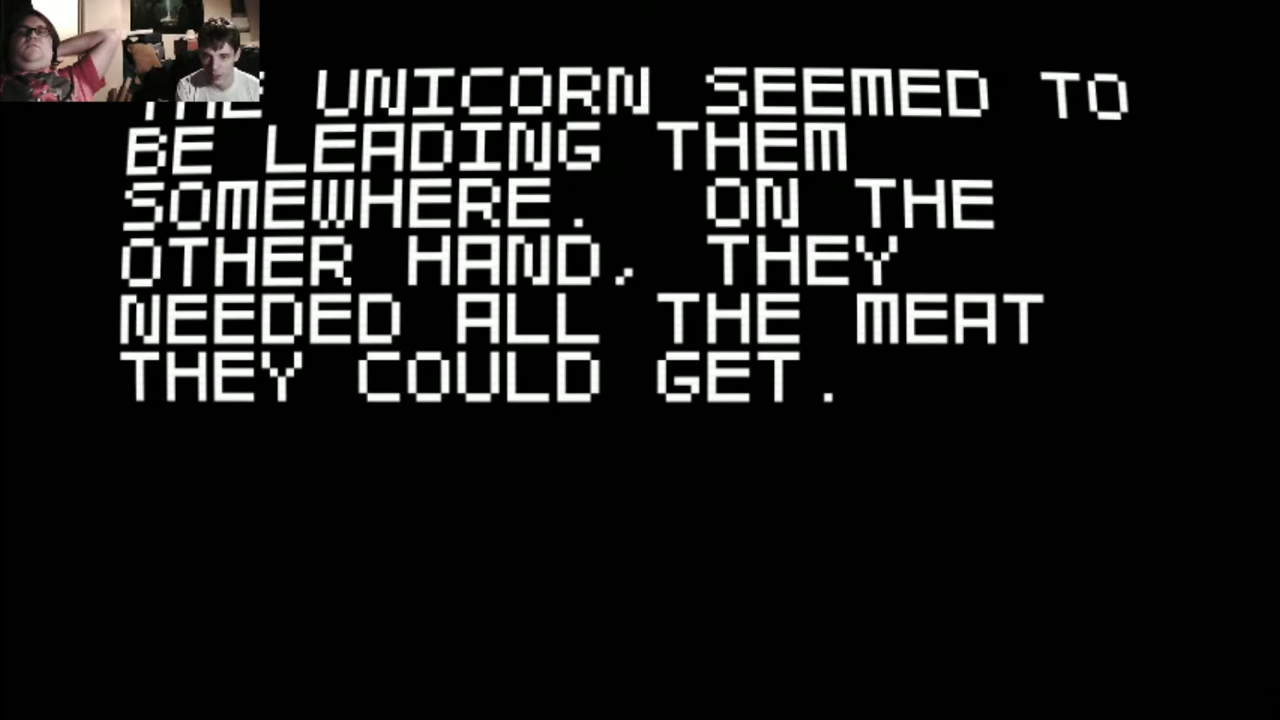 THE UNICORN SEEMED TO
BE LEADING THEM
SOMEWHERE. ON THE
OTHER HAND, THEY
NEEDED ALL THE MEAT
THEY COULD GET.